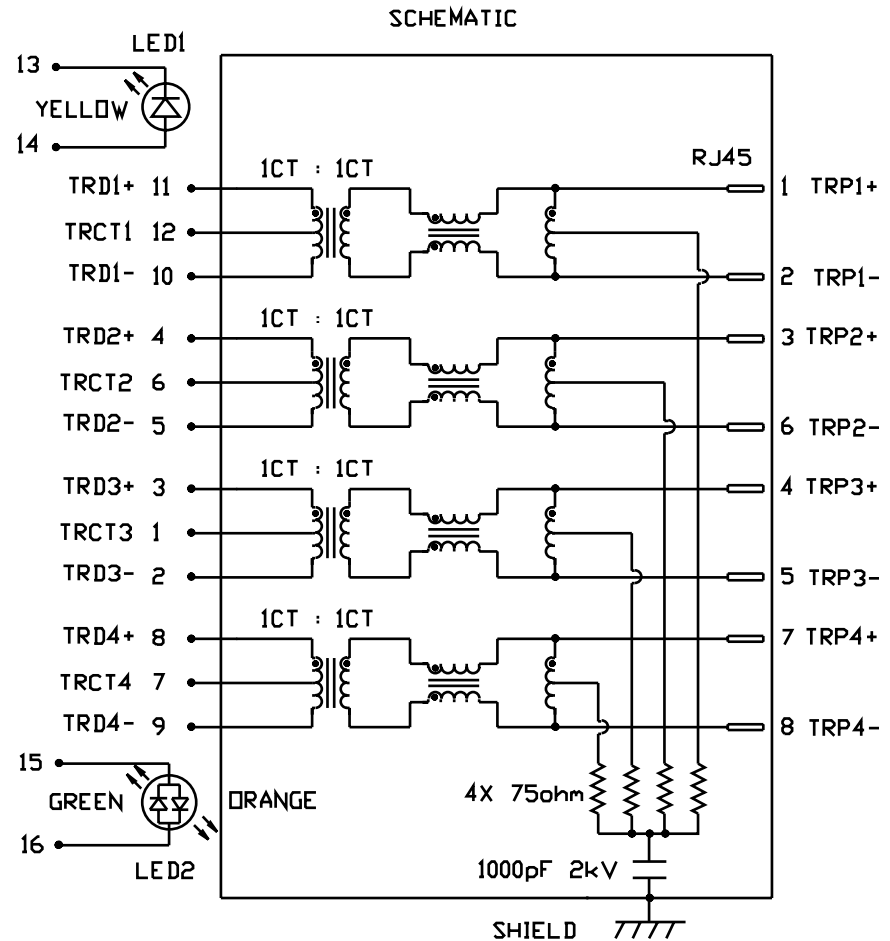 SCHEMATIC
LED1
13
YELLOW
14
1CT : 1CT
RJ45
TRD1+ 11
1 TRP1+
TRCT1 12
TRD1- 10
2 TRP1-
1CT : 1CT
TRD2+ 4
3 TRP2+
TRCT2 6
TRD2- 5
6 TRP2-
1CT : 1CT
TRD3+ 3
4 TRP3+
TRCT3 1
TRD3- 2
5 TRP3-
1CT : 1CT
TRD4+ 8
7 TRP4+
TRCT4 7
TRD4- 9
8 TRP4-
15
GREEN
ORANGE
4X 75ohm
16
LED2
1000pF 2kV
SHIELD